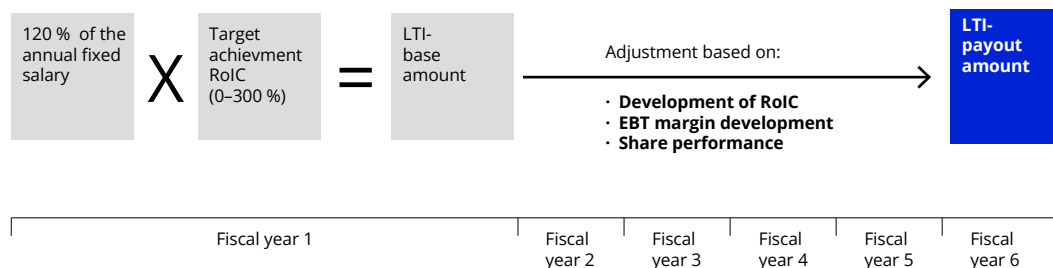 120 % of the
annual fixed
salary
X
Target
achievment
RoIC
(0–300 %)
=
LTI-
base
amount
Adjustment based on:
· Development of RoIC
· EBT margin development
· Share performance
LTI-
payout
amount
Fiscal year 1
Fiscal
year 2
Fiscal
year 3
Fiscal
year 4
Fiscal
year 5
Fiscal
year 6